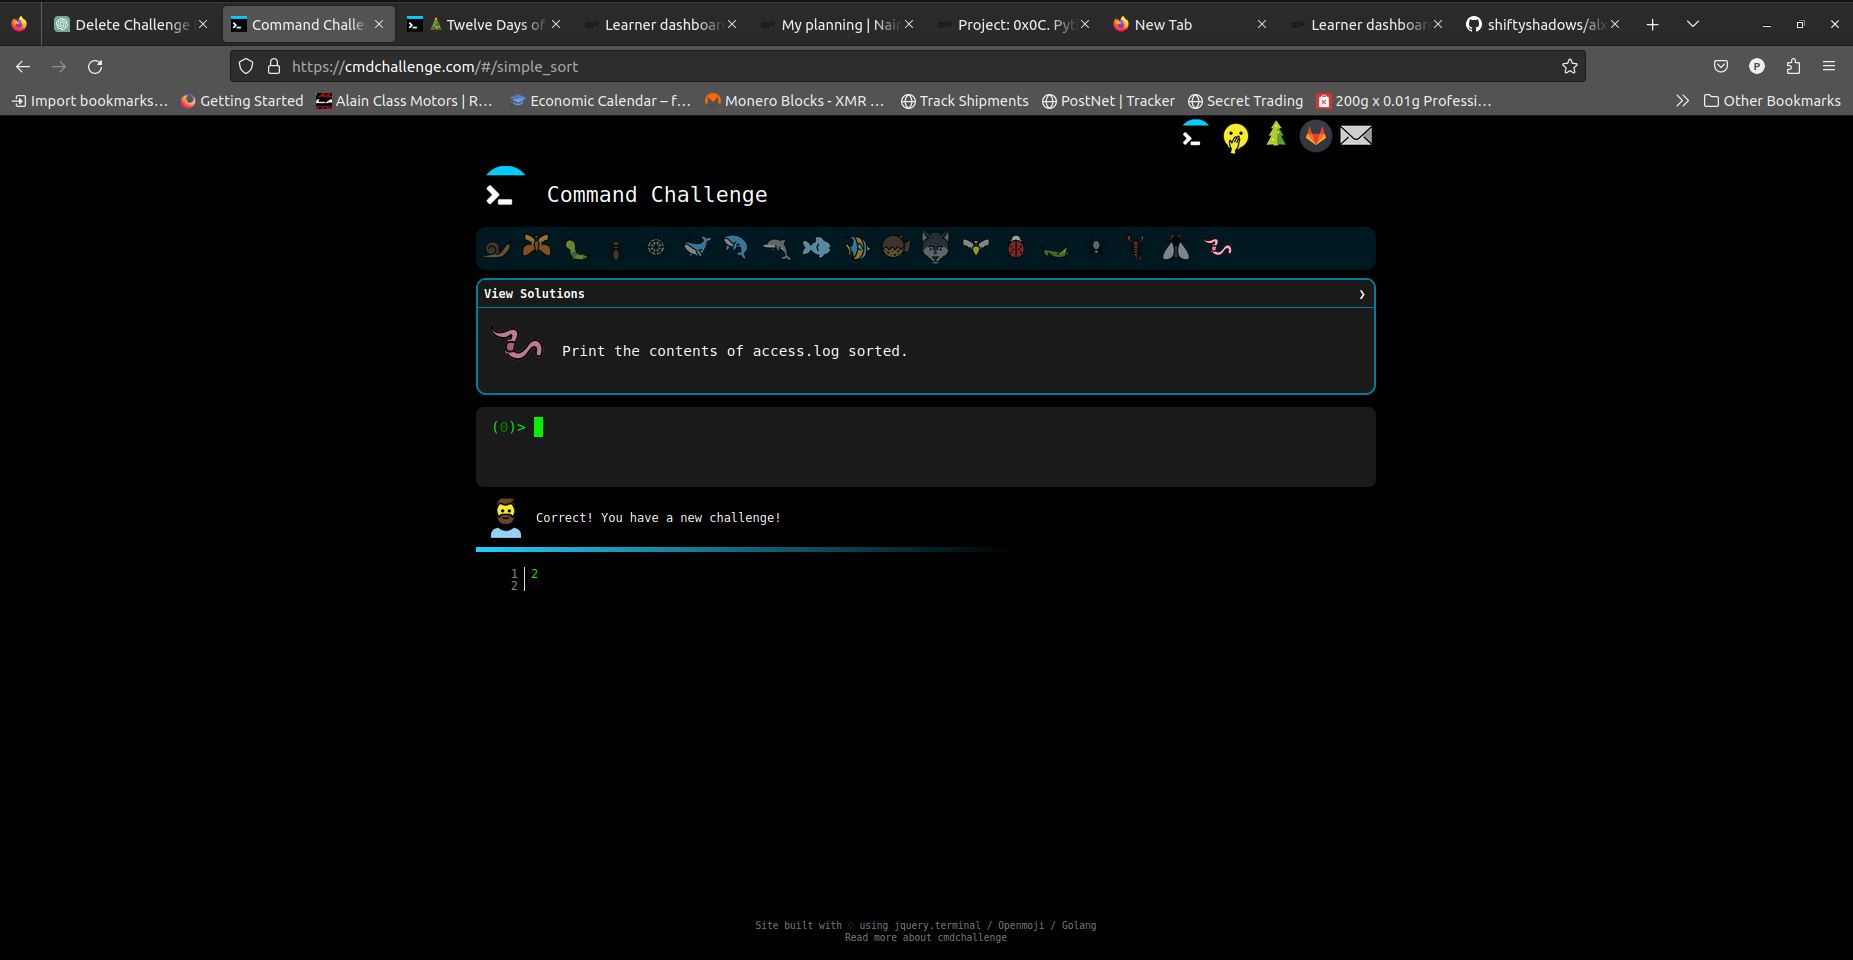 Delete Challenge
Command Challe
Twelve Days of
Learner dashboar
My planning | Nai
Project: 0x0C. Pyt
New Tab
Learner dashboar
shiftyshadows/alx
https://cmdchallenge.com/#/simple_sort
Import bookmarks…
Getting Started
Alain Class Motors | R…
Economic Calendar – f…
Monero Blocks - XMR …
Track Shipments
PostNet | Tracker
Secret Trading
200g x 0.01g Professi…
Other Bookmarks
Command Challenge
View Solutions
Print the contents of access.log sorted.
(0)>
Correct! You have a new challenge!
1 2
2
Site built with ♡ using jquery.terminal / Openmoji / Golang
Read more about cmdchallenge